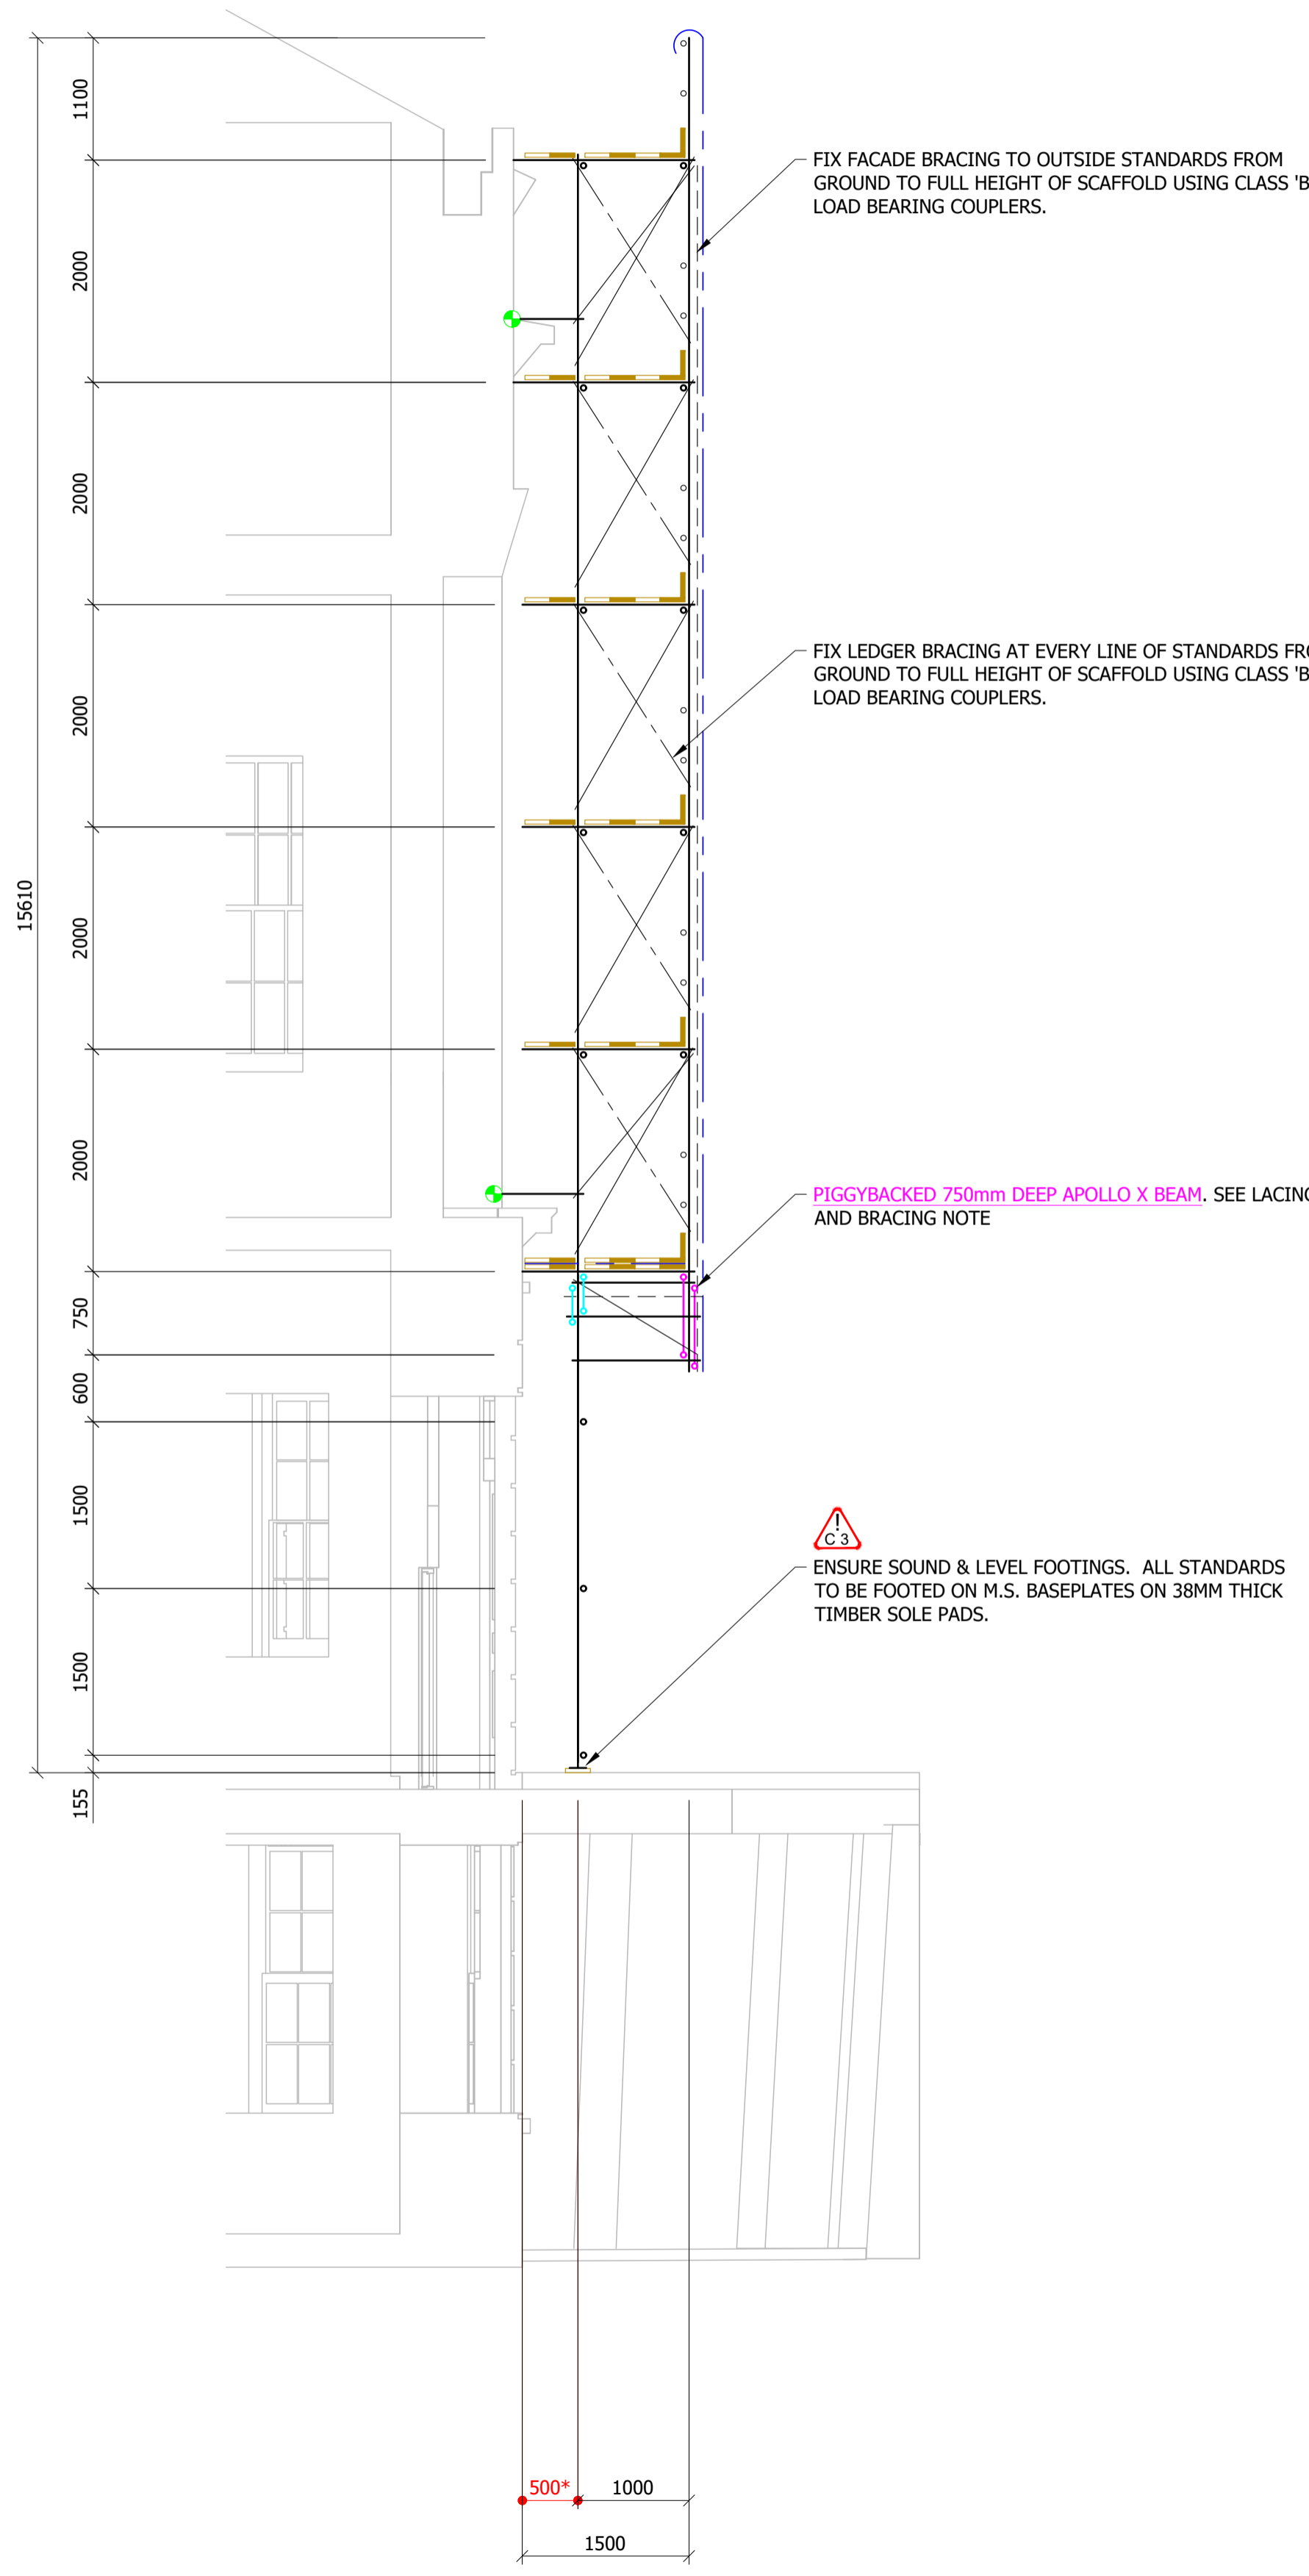 1100
FIX FACADE BRACING TO OUTSIDE STANDARDS FROM
GROUND TO FULL HEIGHT OF SCAFFOLD USING CLASS 'B
LOAD BEARING COUPLERS.
2000
2000
FIX LEDGER BRACING AT EVERY LINE OF STANDARDS FRO
GROUND TO FULL HEIGHT OF SCAFFOLD USING CLASS 'B
LOAD BEARING COUPLERS.
2000
15610
2000
2000
PIGGYBACKED 750mm DEEP APOLLO X BEAM. SEE LACING
AND BRACING NOTE
750
600
1500
!
C 3
ENSURE SOUND & LEVEL FOOTINGS. ALL STANDARDS
TO BE FOOTED ON M.S. BASEPLATES ON 38MM THICK
TIMBER SOLE PADS.
1500
155
500*
1000
1500